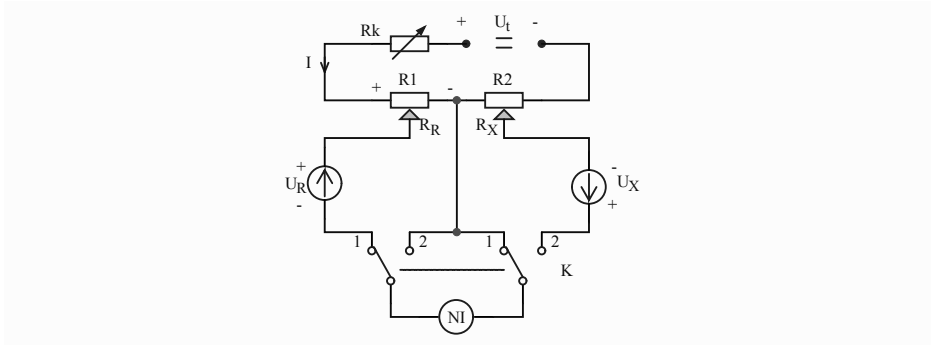 Rk + Ut -
I
+ R1 - R2
RR RX
+ -
UR UX
- +
1 2 1 2
K
NI